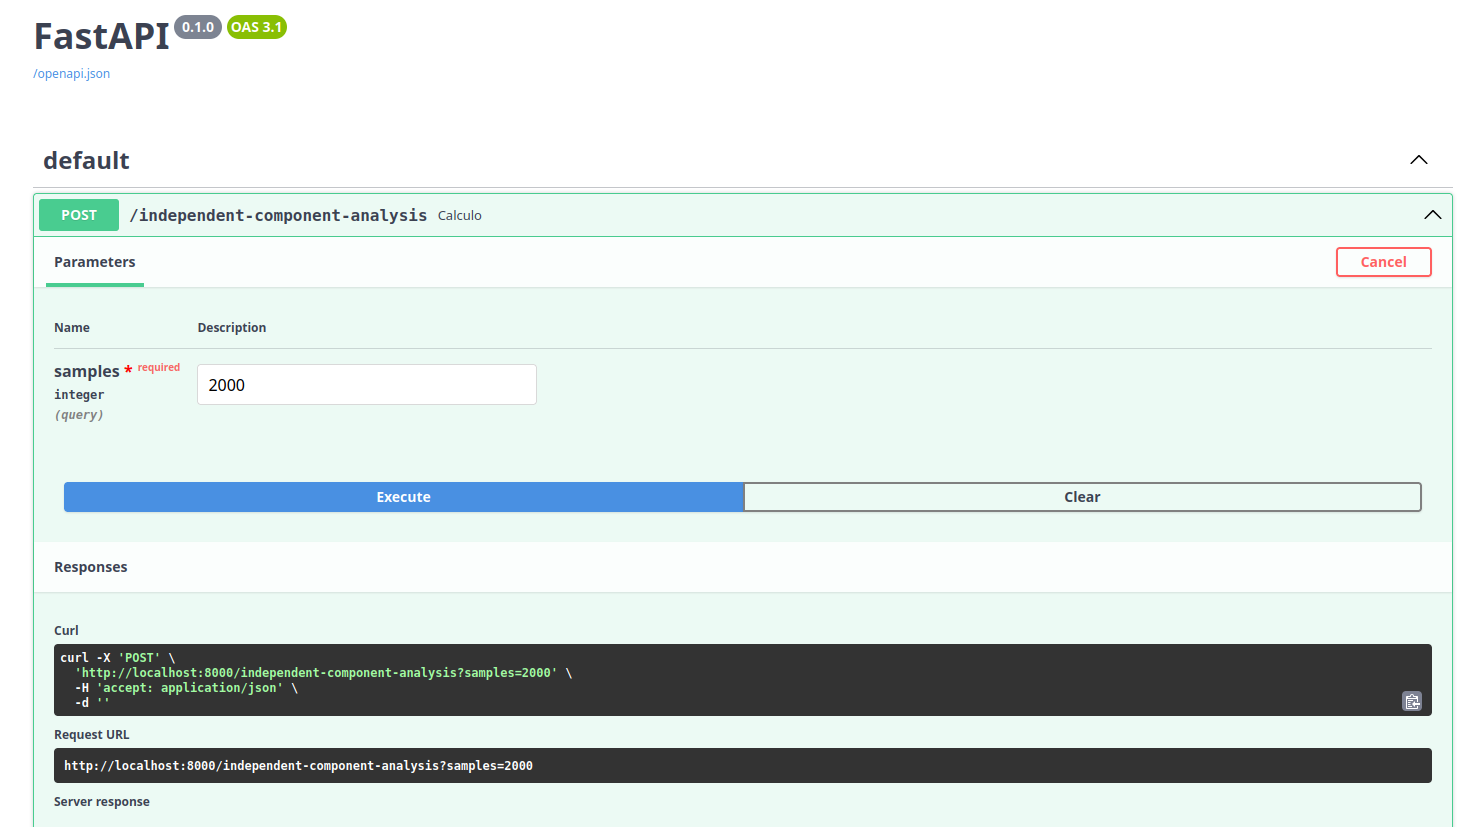 FastAPI 0.1.0 OAS 3.1
/openapi.json
default
POST /independent-component-analysis Calculo
Parameters Cancel
Name Description
samples * required 2000
integer
(query)
Execute Clear
Responses
Curl
curl -X 'POST' \
  'http://localhost:8000/independent-component-analysis?samples=2000' \
  -H 'accept: application/json' \
  -d ''
Request URL
http://localhost:8000/independent-component-analysis?samples=2000
Server response